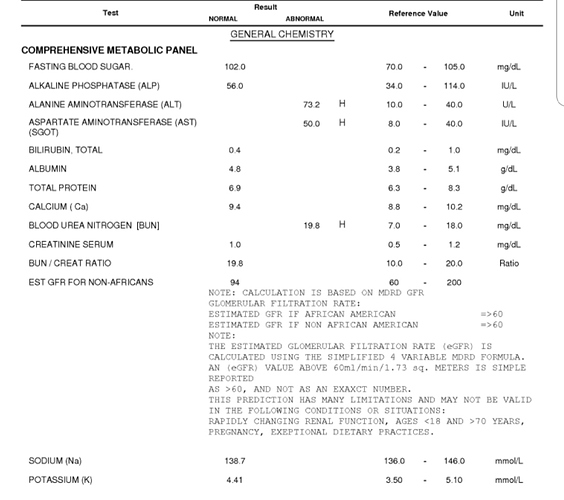 Test Result Reference Value Unit
NORMAL ABNORMAL
GENERAL CHEMISTRY
COMPREHENSIVE METABOLIC PANEL
FASTING BLOOD SUGAR. 102.0 70.0 - 105.0 mg/dL
ALKALINE PHOSPHATASE (ALP) 56.0 34.0 - 114.0 IU/L
ALANINE AMINOTRANSFERASE (ALT) 73.2 H 10.0 - 40.0 U/L
ASPARTATE AMINOTRANSFERASE (AST) 50.0 H 8.0 - 40.0 IU/L
(SGOT)
BILIRUBIN, TOTAL 0.4 0.2 - 1.0 mg/dL
ALBUMIN 4.8 3.8 - 5.1 g/dL
TOTAL PROTEIN 6.9 6.3 - 8.3 g/dL
CALCIUM ( Ca) 9.4 8.8 - 10.2 mg/dL
BLOOD UREA NITROGEN [BUN] 19.8 H 7.0 - 18.0 mg/dL
CREATININE SERUM 1.0 0.5 - 1.2 mg/dL
BUN / CREAT RATIO 19.8 10.0 - 20.0 Ratio
EST GFR FOR NON-AFRICANS 94 60 - 200
NOTE: CALCULATION IS BASED ON MDRD GFR
GLOMERULAR FILTRATION RATE:
ESTIMATED GFR IF AFRICAN AMERICAN =>60
ESTIMATED GFR IF NON AFRICAN AMERICAN =>60
NOTE:
THE ESTIMATED GLOMERULAR FILTRATION RATE (eGFR) IS
CALCULATED USING THE SIMPLIFIED 4 VARIABLE MDRD FORMULA.
AN (eGFR) VALUE ABOVE 60ml/min/1.73 sq. METERS IS SIMPLE
REPORTED
AS >60, AND NOT AS AN EXAXCT NUMBER.
THIS PREDICTION HAS MANY LIMITATIONS AND MAY NOT BE VALID
IN THE FOLLOWING CONDITIONS OR SITUATIONS:
RAPIDLY CHANGING RENAL FUNCTION, AGES <18 AND >70 YEARS,
PREGNANCY, EXEPTIONAL DIETARY PRACTICES.
SODIUM (Na) 138.7 136.0 - 146.0 mmol/L
POTASSIUM (K) 4.41 3.50 - 5.10 mmol/L